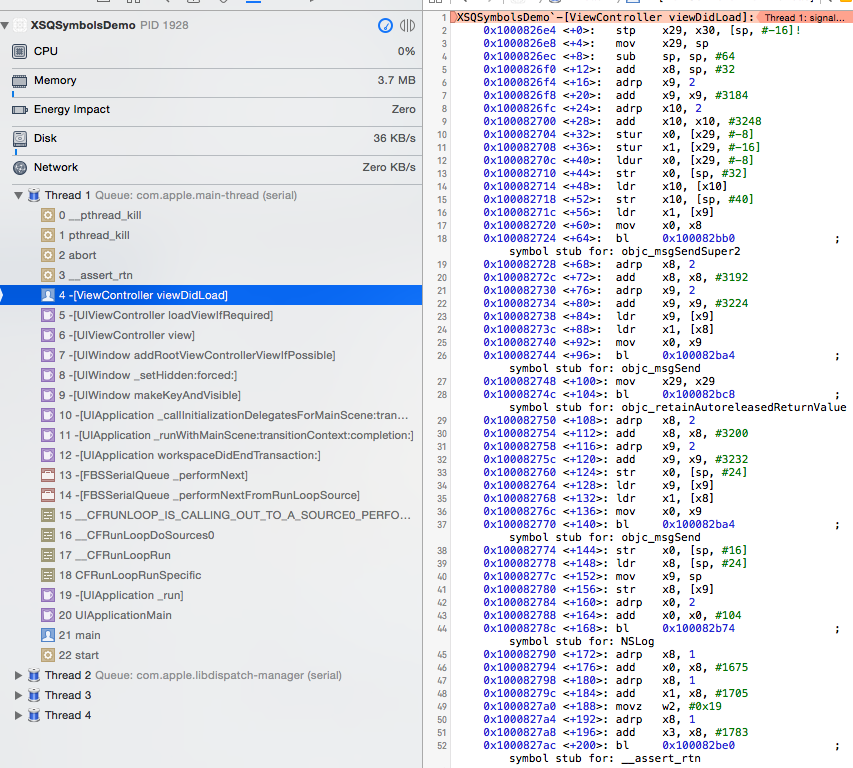 XSQSymbolsDemo PID 1928
CPU 0%
Memory 3.7 MB
Energy Impact Zero
Disk 36 KB/s
Network Zero KB/s
Thread 1 Queue: com.apple.main-thread (serial)
0 __pthread_kill
1 pthread_kill
2 abort
3 __assert_rtn
4 -[ViewController viewDidLoad]
5 -[UIViewController loadViewIfRequired]
6 -[UIViewController view]
7 -[UIWindow addRootViewControllerViewIfPossible]
8 -[UIWindow _setHidden:forced:]
9 -[UIWindow makeKeyAndVisible]
10 -[UIApplication _callInitializationDelegatesForMainScene:tran...
11 -[UIApplication _runWithMainScene:transitionContext:completion:]
12 -[UIApplication workspaceDidEndTransaction:]
13 -[FBSSerialQueue _performNext]
14 -[FBSSerialQueue _performNextFromRunLoopSource]
15 __CFRUNLOOP_IS_CALLING_OUT_TO_A_SOURCE0_PERFO...
16 __CFRunLoopDoSources0
17 __CFRunLoopRun
18 CFRunLoopRunSpecific
19 -[UIApplication _run]
20 UIApplicationMain
21 main
22 start
Thread 2 Queue: com.apple.libdispatch-manager (serial)
Thread 3
Thread 4
1 XSQSymbolsDemo`-[ViewController viewDidLoad]: Thread 1: signal...
2 0x1000826e4 <+0>: stp x29, x30, [sp, #-16]!
3 0x1000826e8 <+4>: mov x29, sp
4 0x1000826ec <+8>: sub sp, sp, #64
5 0x1000826f0 <+12>: add x8, sp, #32
6 0x1000826f4 <+16>: adrp x9, 2
7 0x1000826f8 <+20>: add x9, x9, #3184
8 0x1000826fc <+24>: adrp x10, 2
9 0x100082700 <+28>: add x10, x10, #3248
10 0x100082704 <+32>: stur x0, [x29, #-8]
11 0x100082708 <+36>: stur x1, [x29, #-16]
12 0x10008270c <+40>: ldur x0, [x29, #-8]
13 0x100082710 <+44>: str x0, [sp, #32]
14 0x100082714 <+48>: ldr x10, [x10]
15 0x100082718 <+52>: str x10, [sp, #40]
16 0x10008271c <+56>: ldr x1, [x9]
17 0x100082720 <+60>: mov x0, x8
18 0x100082724 <+64>: bl 0x100082bb0 ;
symbol stub for: objc_msgSendSuper2
19 0x100082728 <+68>: adrp x8, 2
20 0x10008272c <+72>: add x8, x8, #3192
21 0x100082730 <+76>: adrp x9, 2
22 0x100082734 <+80>: add x9, x9, #3224
23 0x100082738 <+84>: ldr x9, [x9]
24 0x10008273c <+88>: ldr x1, [x8]
25 0x100082740 <+92>: mov x0, x9
26 0x100082744 <+96>: bl 0x100082ba4 ;
symbol stub for: objc_msgSend
27 0x100082748 <+100>: mov x29, x29
28 0x10008274c <+104>: bl 0x100082bc8 ;
symbol stub for: objc_retainAutoreleasedReturnValue
29 0x100082750 <+108>: adrp x8, 2
30 0x100082754 <+112>: add x8, x8, #3200
31 0x100082758 <+116>: adrp x9, 2
32 0x10008275c <+120>: add x9, x9, #3232
33 0x100082760 <+124>: str x0, [sp, #24]
34 0x100082764 <+128>: ldr x9, [x9]
35 0x100082768 <+132>: ldr x1, [x8]
36 0x10008276c <+136>: mov x0, x9
37 0x100082770 <+140>: bl 0x100082ba4 ;
symbol stub for: objc_msgSend
38 0x100082774 <+144>: str x0, [sp, #16]
39 0x100082778 <+148>: ldr x8, [sp, #24]
40 0x10008277c <+152>: mov x9, sp
41 0x100082780 <+156>: str x8, [x9]
42 0x100082784 <+160>: adrp x0, 2
43 0x100082788 <+164>: add x0, x0, #104
44 0x10008278c <+168>: bl 0x100082b74 ;
symbol stub for: NSLog
45 0x100082790 <+172>: adrp x8, 1
46 0x100082794 <+176>: add x0, x8, #1675
47 0x100082798 <+180>: adrp x8, 1
48 0x10008279c <+184>: add x1, x8, #1705
49 0x1000827a0 <+188>: movz w2, #0x19
50 0x1000827a4 <+192>: adrp x8, 1
51 0x1000827a8 <+196>: add x3, x8, #1783
52 0x1000827ac <+200>: bl 0x100082be0 ;
symbol stub for: __assert_rtn